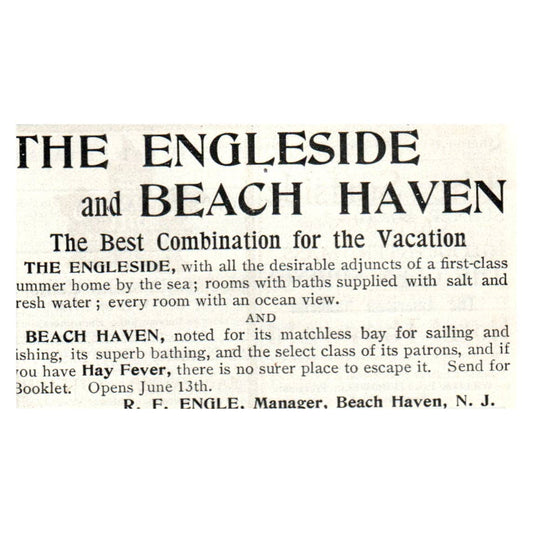 THE ENGLESIDE
and BEACH HAVEN
The Best Combination for the Vacation
THE ENGLESIDE, with all the desirable adjuncts of a first-class
ummer home by the sea; rooms with baths supplied with salt and
resh water; every room with an ocean view.
AND
BEACH HAVEN, noted for its matchless bay for sailing and
ishing, its superb bathing, and the select class of its patrons, and if
you have Hay Fever, there is no surer place to escape it. Send for
Booklet. Opens June 13th.
R. F. ENGLE, Manager, Beach Haven, N. J.